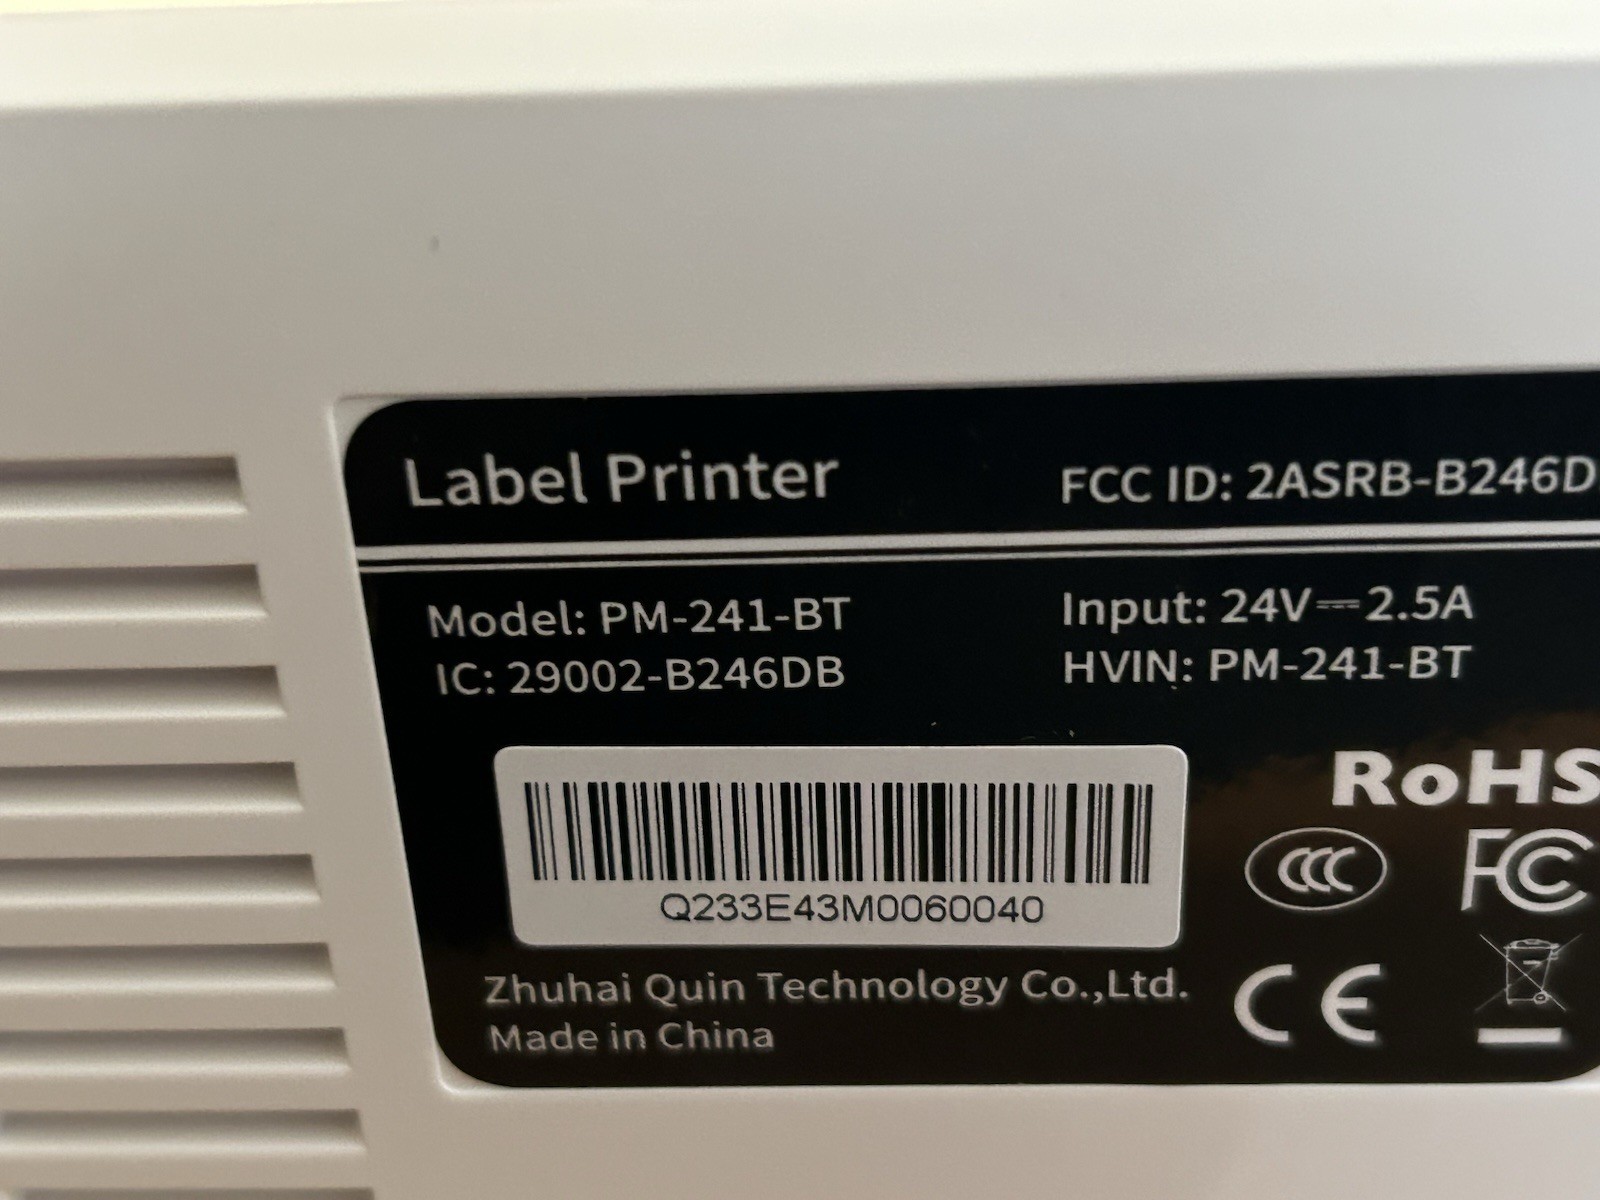 Label Printer
FCC ID: 2ASRB-B246D
Model: PM-241-BT
Input: 24V⎓2.5A
IC: 29002-B246DB
HVIN: PM-241-BT
RoHS
Q233E43M0060040
CCC
FC
Zhuhai Quin Technology Co.,Ltd.
CE
Made in China